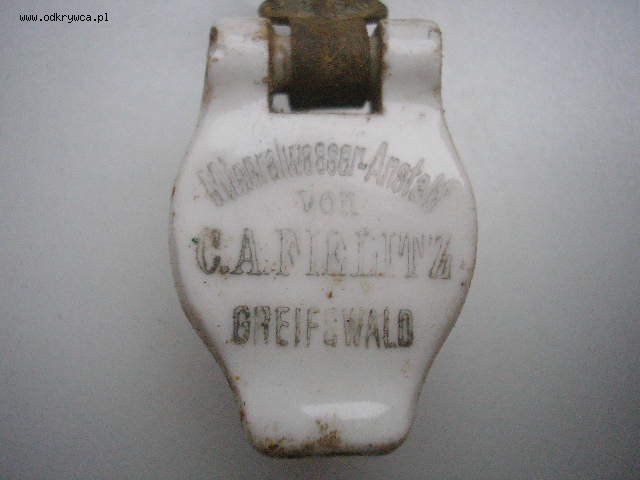 www.odkrywca.pl
Mineralwasser-Anstalt
von
C.A.FIELITZ
GREIFSWALD